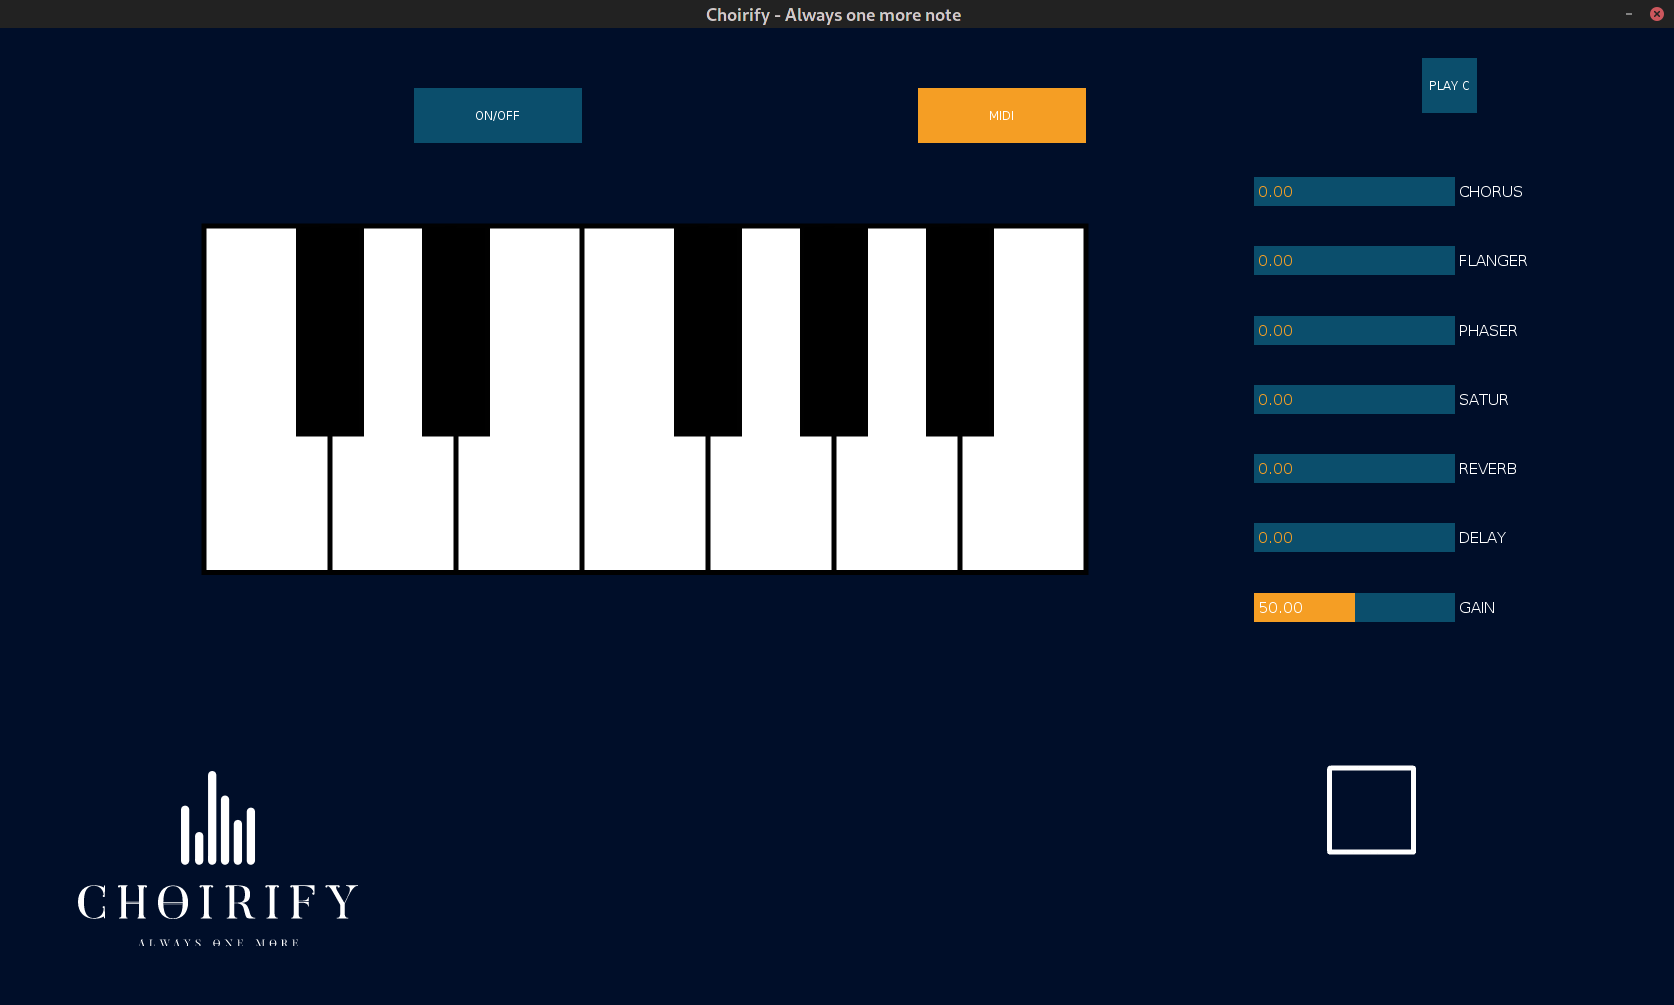 Choirify - Always one more note
PLAY C
ON/OFF
MIDI
0.00 CHORUS
0.00 FLANGER
0.00 PHASER
0.00 SATUR
0.00 REVERB
0.00 DELAY
50.00 GAIN
CHOIRIFY
ALWAYS ONE MORE